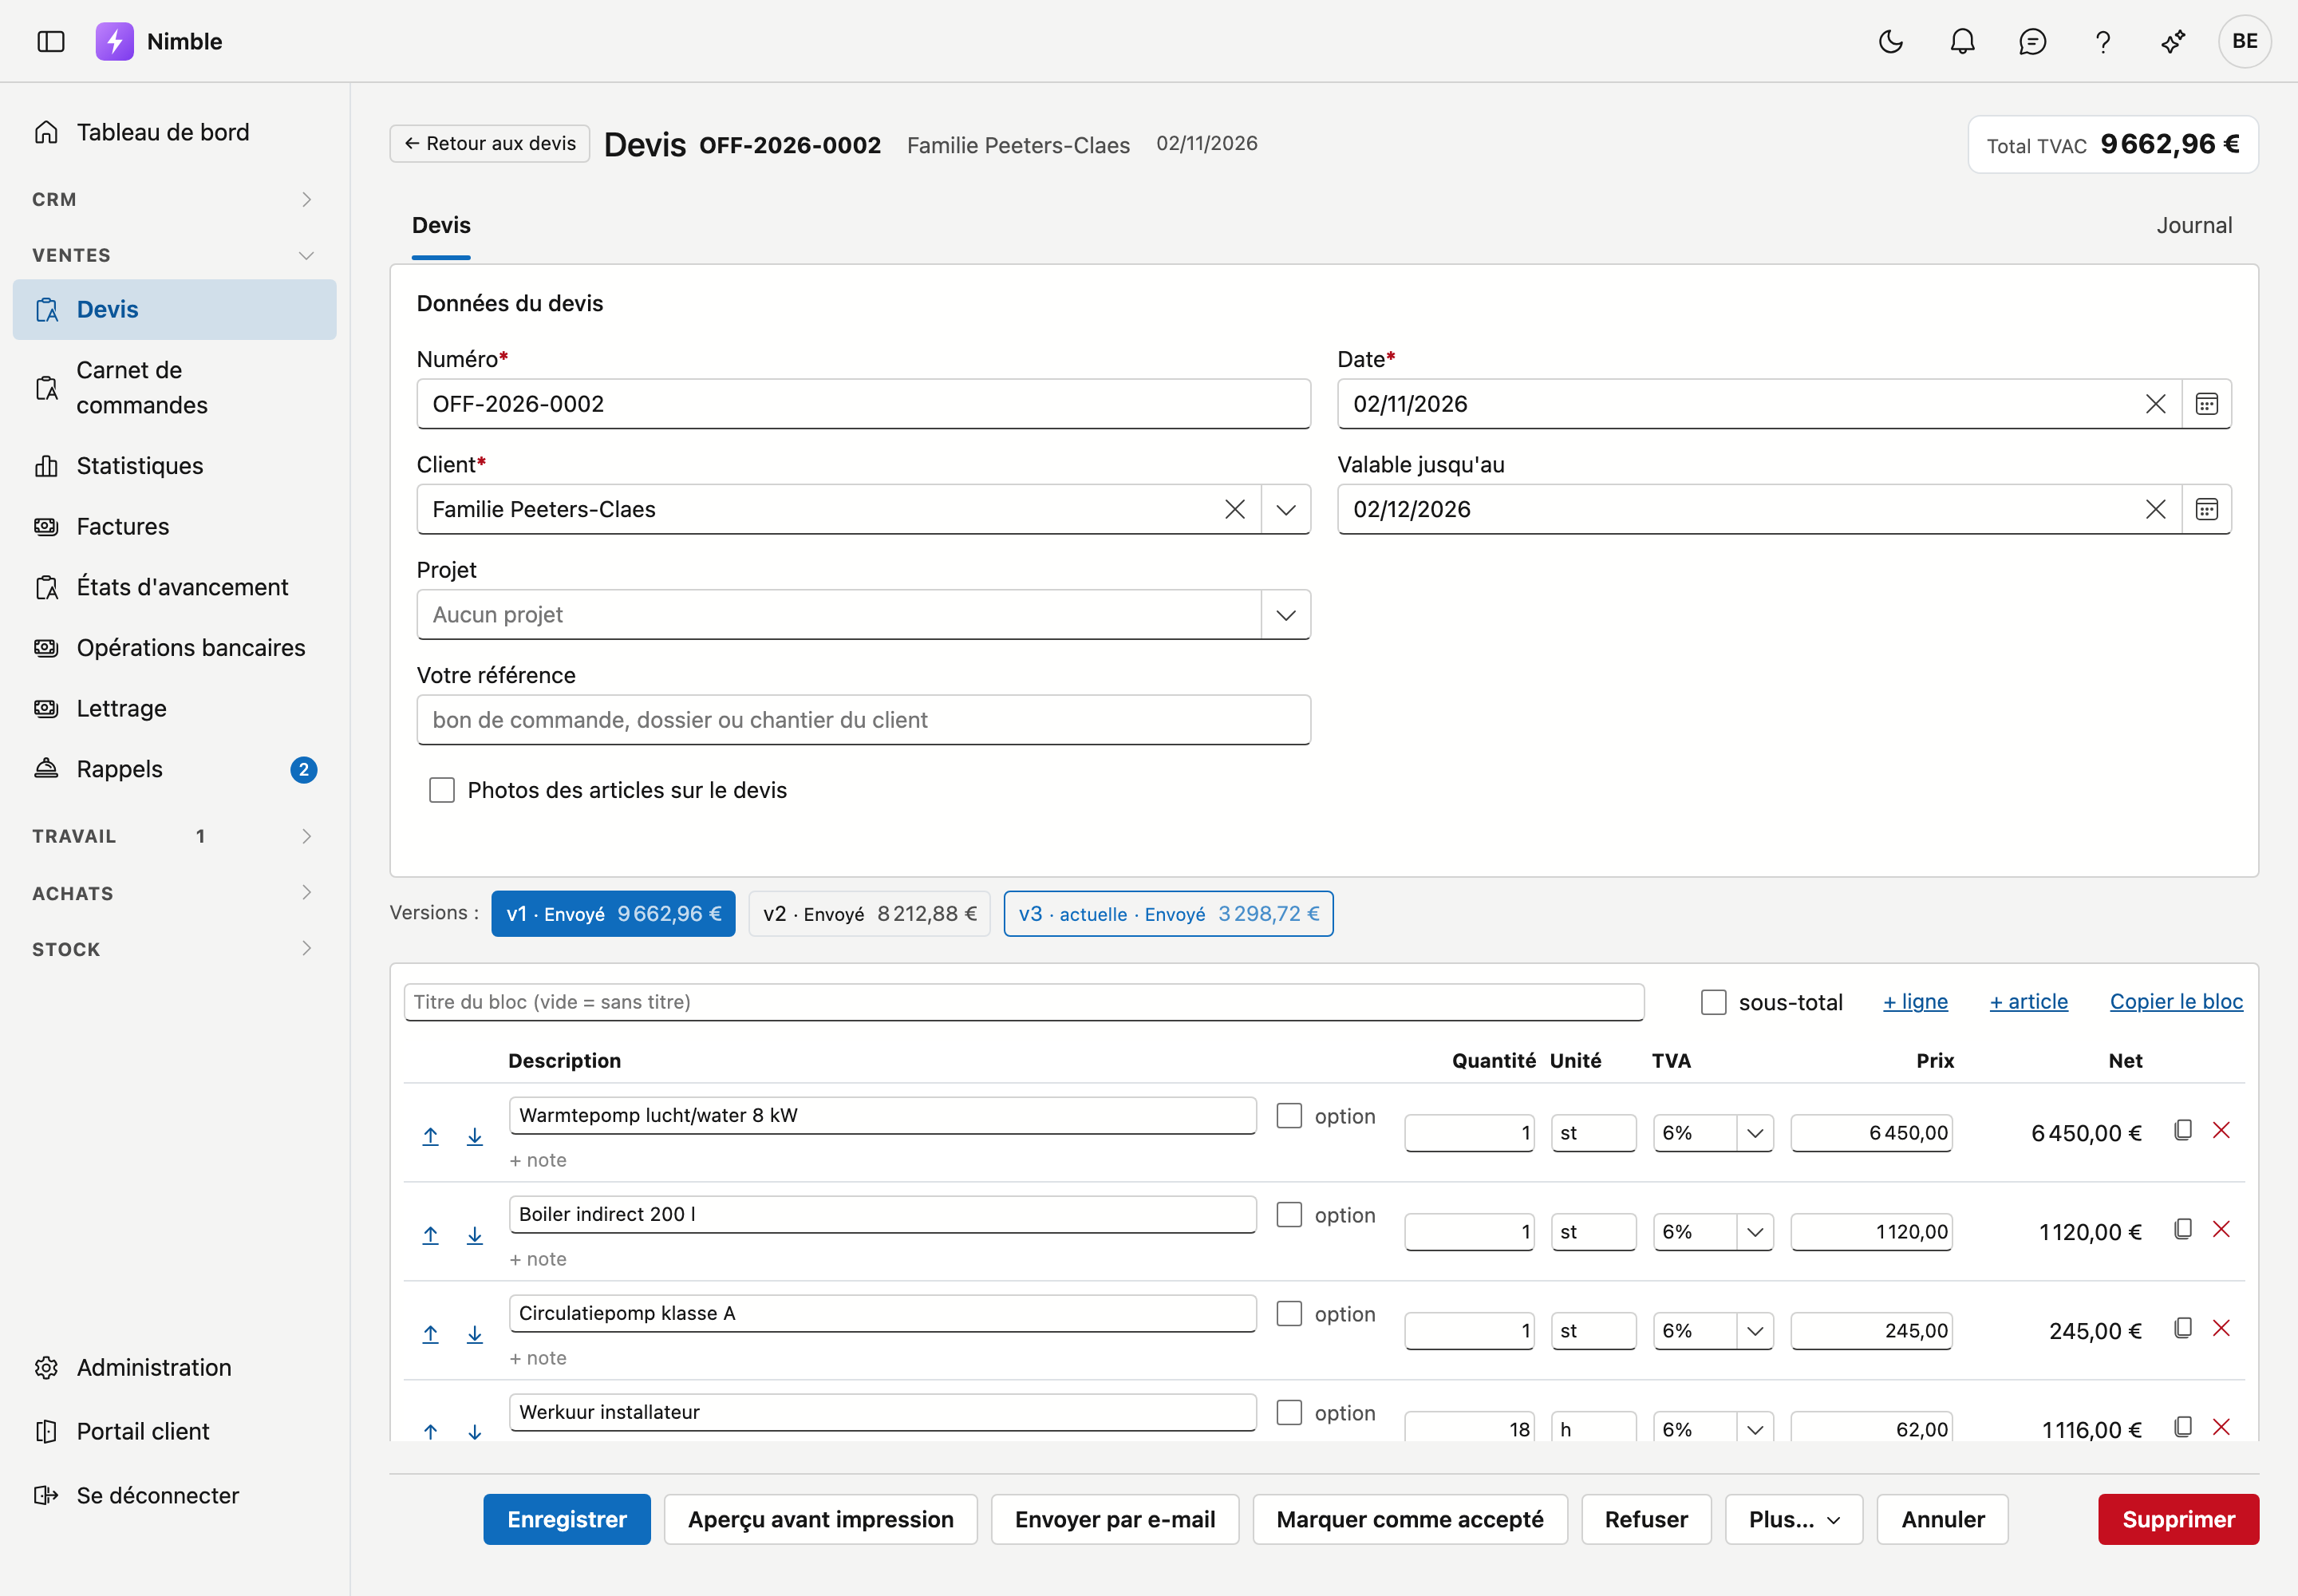 Nimble
BE
Tableau de bord
CRM
VENTES
Devis
Carnet de
commandes
Statistiques
Factures
États d'avancement
Opérations bancaires
Lettrage
Rappels 2
TRAVAIL 1
ACHATS
STOCK
Administration
Portail client
Se déconnecter
← Retour aux devis Devis OFF-2026-0002 Familie Peeters-Claes 02/11/2026 Total TVAC 9 662,96 €
Devis Journal
Données du devis
Numéro* Date*
OFF-2026-0002 02/11/2026
Client* Valable jusqu'au
Familie Peeters-Claes 02/12/2026
Projet
Aucun projet
Votre référence
bon de commande, dossier ou chantier du client
Photos des articles sur le devis
Versions : v1 · Envoyé 9 662,96 € v2 · Envoyé 8 212,88 € v3 · actuelle · Envoyé 3 298,72 €
Titre du bloc (vide = sans titre) sous-total + ligne + article Copier le bloc
Description Quantité Unité TVA Prix Net
Warmtepomp lucht/water 8 kW option 1 st 6% 6 450,00 6 450,00 €
+ note
Boiler indirect 200 l option 1 st 6% 1 120,00 1 120,00 €
+ note
Circulatiepomp klasse A option 1 st 6% 245,00 245,00 €
+ note
Werkuur installateur option 18 h 6% 62,00 1 116,00 €
Enregistrer Aperçu avant impression Envoyer par e-mail Marquer comme accepté Refuser Plus... Annuler Supprimer